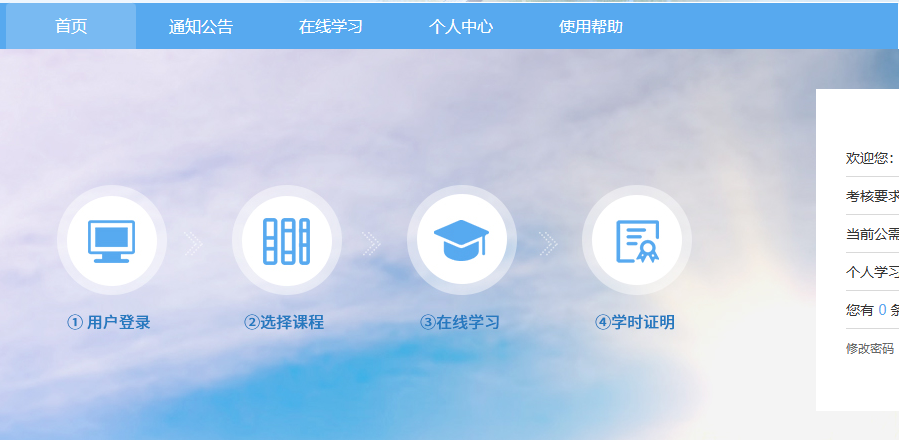 首页 通知公告 在线学习 个人中心 使用帮助
欢迎您:
考核要求
当前公需
个人学习
您有 0 条
修改密码
① 用户登录 ②选择课程 ③在线学习 ④学时证明